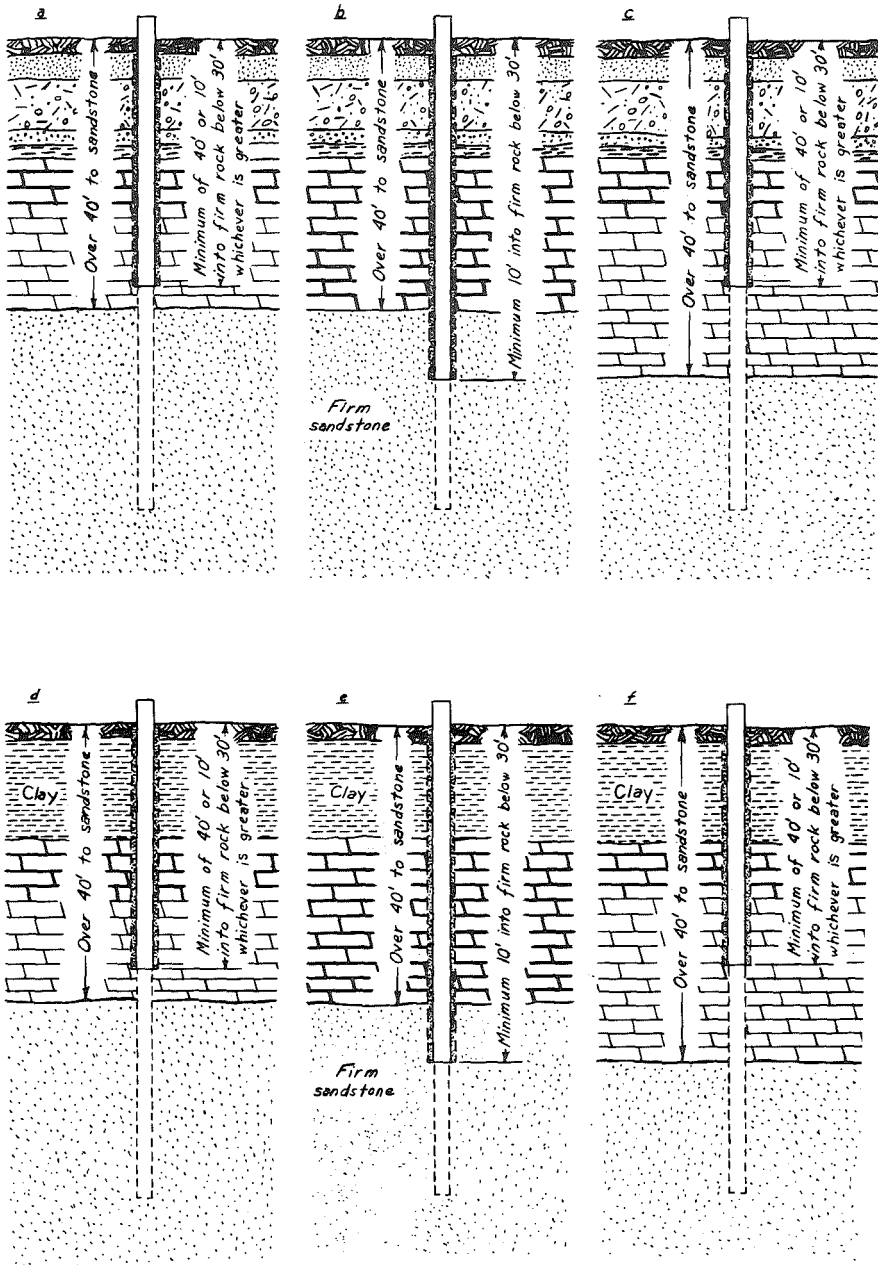 a
Over 40' to sandstone
Minimum of 40' or 10'
into firm rock below 30'
whichever is greater
b
Over 40' to sandstone
Minimum 10' into firm rock below 30'
Firm
sandstone
c
Over 40' to sandstone
Minimum of 40' or 10'
into firm rock below 30'
whichever is greater
d
Clay
Over 40' to sandstone
Minimum of 40' or 10'
into firm rock below 30'
whichever is greater
e
Clay
Over 40' to sandstone
Minimum 10' into firm rock below 30'
Firm
sandstone
f
Clay
Over 40' to sandstone
Minimum of 40' or 10'
into firm rock below 30'
whichever is greater